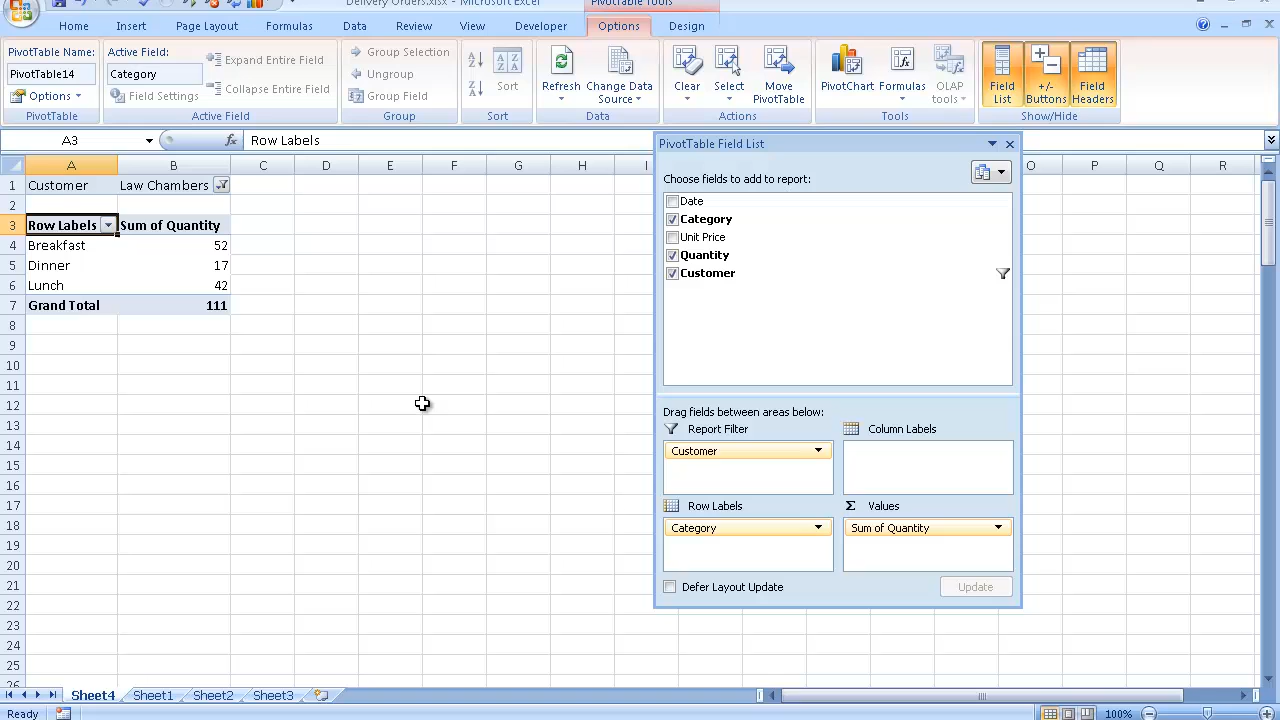 Delivery Orders.xlsx - Microsoft Excel
PivotTable Tools
Home Insert Page Layout Formulas Data Review View Developer Options Design
PivotTable Name:
PivotTable14
Options
PivotTable
Active Field:
Category
Field Settings
Expand Entire Field
Collapse Entire Field
Active Field
Group Selection
Ungroup
Group Field
Group
Sort
Sort
Refresh
Change Data
Source
Data
Clear
Select
Move
PivotTable
Actions
PivotChart
Formulas
OLAP
tools
Tools
Field
List
+/-
Buttons
Field
Headers
Show/Hide
A3 fx Row Labels
A B C D E F G H I O P Q R
1 Customer Law Chambers
2
3 Row Labels Sum of Quantity
4 Breakfast 52
5 Dinner 17
6 Lunch 42
7 Grand Total 111
8
9
10
11
12
13
14
15
16
17
18
19
20
21
22
23
24
25
26
PivotTable Field List
Choose fields to add to report:
Date
Category
Unit Price
Quantity
Customer
Drag fields between areas below:
Report Filter
Column Labels
Customer
Row Labels
Σ Values
Category
Sum of Quantity
Defer Layout Update
Update
Sheet4 Sheet1 Sheet2 Sheet3
Ready
100%